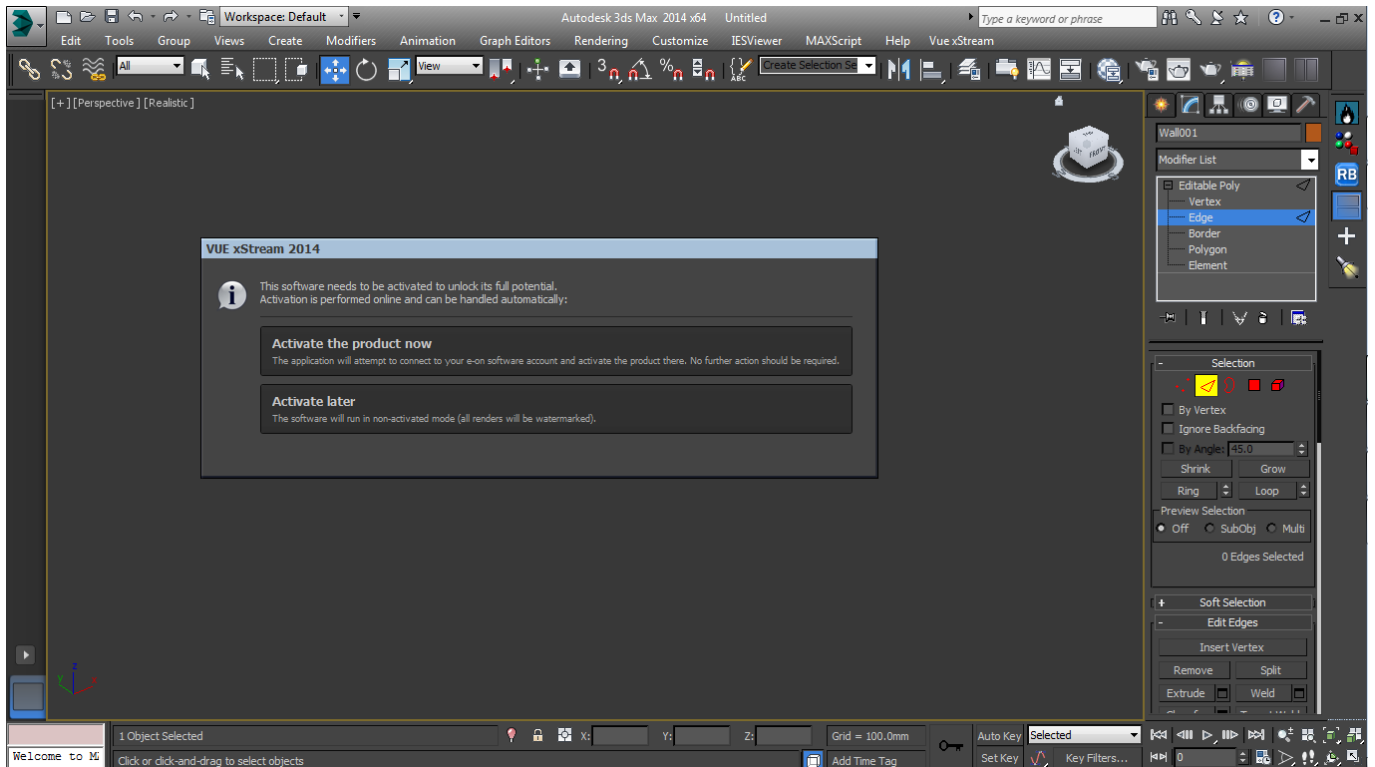 Workspace: Default
Autodesk 3ds Max 2014 x64 Untitled
Type a keyword or phrase
Edit Tools Group Views Create Modifiers Animation Graph Editors Rendering Customize IESViewer MAXScript Help Vue xStream
All
View
3
%
ABC
Create Selection Se
[+][Perspective][Realistic]
FRONT
Wall001
Modifier List
RB
Editable Poly
Vertex
Edge
Border
Polygon
Element
VUE xStream 2014
This software needs to be activated to unlock its full potential.
Activation is performed online and can be handled automatically:
Activate the product now
The application will attempt to connect to your e-on software account and activate the product there. No further action should be required.
Activate later
The software will run in non-activated mode (all renders will be watermarked).
- Selection
By Vertex
Ignore Backfacing
By Angle: 45.0
Shrink Grow
Ring Loop
Preview Selection
Off SubObj Multi
0 Edges Selected
+ Soft Selection
- Edit Edges
Insert Vertex
Remove Split
Extrude Weld
z
y
x
1 Object Selected
X: Y: Z:
Grid = 100.0mm
Auto Key Selected
Welcome to M
Click or click-and-drag to select objects
Add Time Tag
Set Key Key Filters...
0